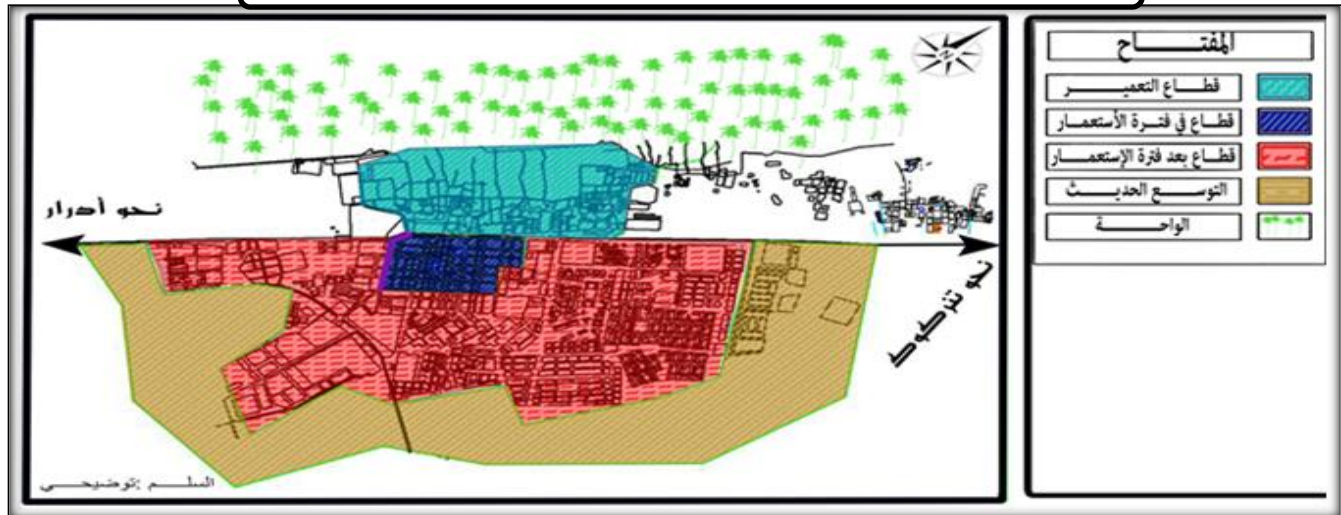 المفتاح
قطاع التعمير
قطاع في فترة الأستعمار
قطاع بعد فترة الإستعمار
التوسع الحديث
الواحة
نحو أدرار
نحو تنركوك
السلم :توضيحي